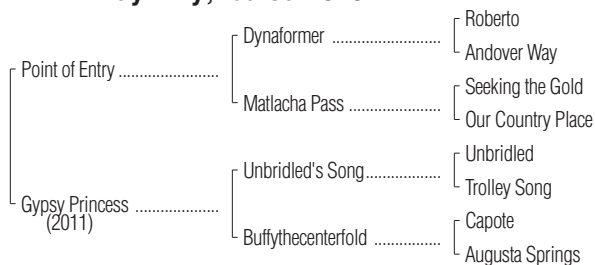 Roberto
Dynaformer ....................
Andover Way
Point of Entry ....................
Seeking the Gold
Matlacha Pass ....................
Our Country Place
Unbridled
Unbridled's Song..................
Trolley Song
Gypsy Princess ....................
(2011)
Capote
Buffythecenterfold ...............
Augusta Springs